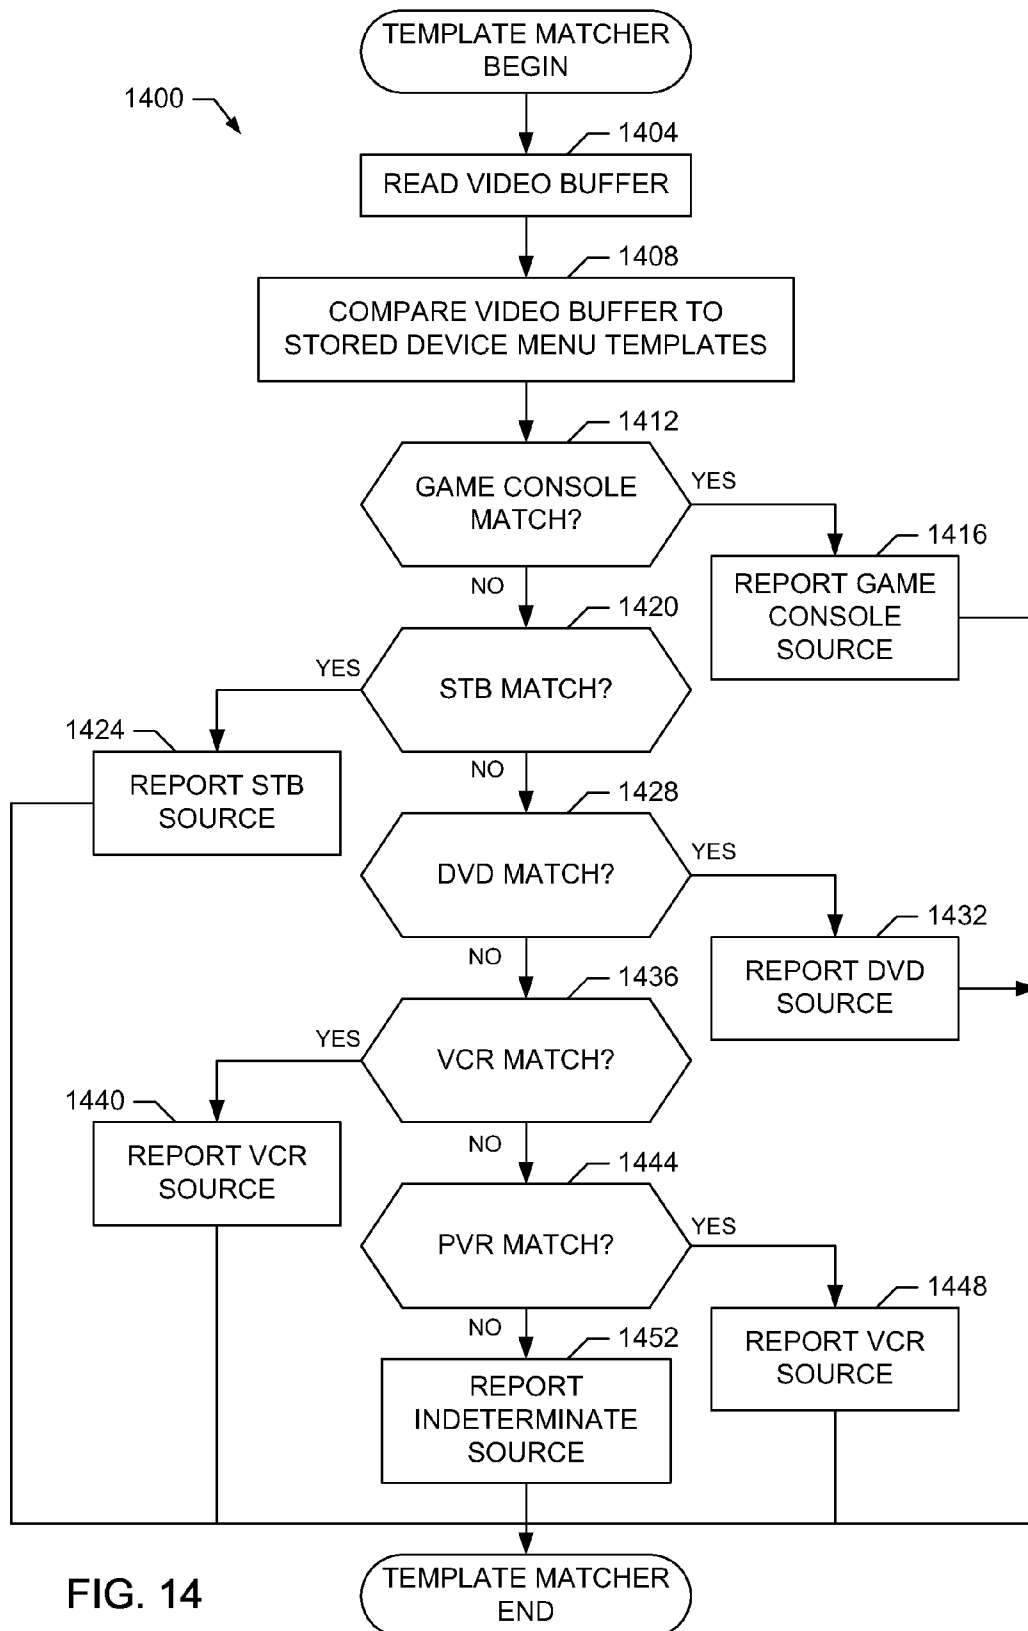 TEMPLATE MATCHER
BEGIN
1400
1404
READ VIDEO BUFFER
1408
COMPARE VIDEO BUFFER TO
STORED DEVICE MENU TEMPLATES
1412
GAME CONSOLE
MATCH?
YES
NO
1416
REPORT GAME
CONSOLE
SOURCE
1420
STB MATCH?
YES
NO
1424
REPORT STB
SOURCE
1428
DVD MATCH?
YES
NO
1432
REPORT DVD
SOURCE
1436
VCR MATCH?
YES
NO
1440
REPORT VCR
SOURCE
1444
PVR MATCH?
YES
NO
1448
REPORT VCR
SOURCE
1452
REPORT
INDETERMINATE
SOURCE
TEMPLATE MATCHER
END
FIG. 14